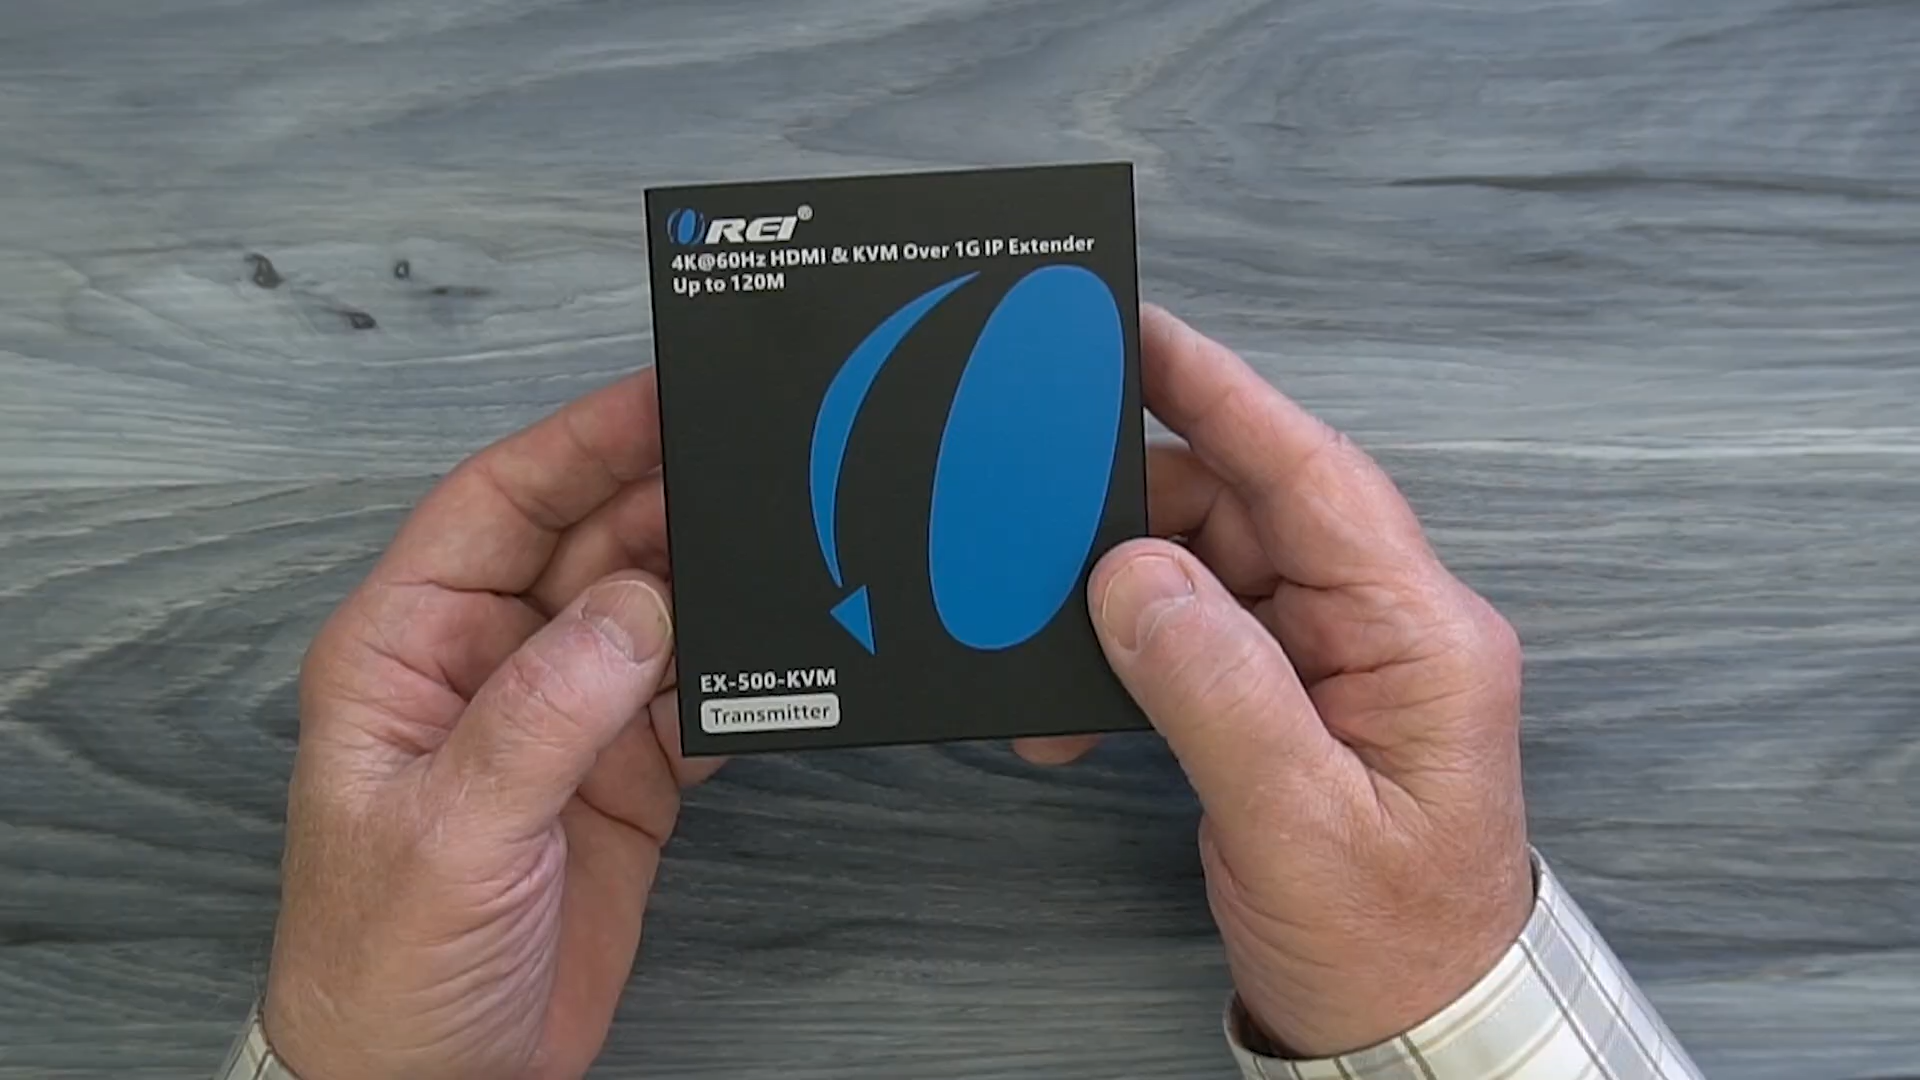 OREI®
4K@60Hz HDMI & KVM Over 1G IP Extender
Up to 120M
EX-500-KVM
Transmitter